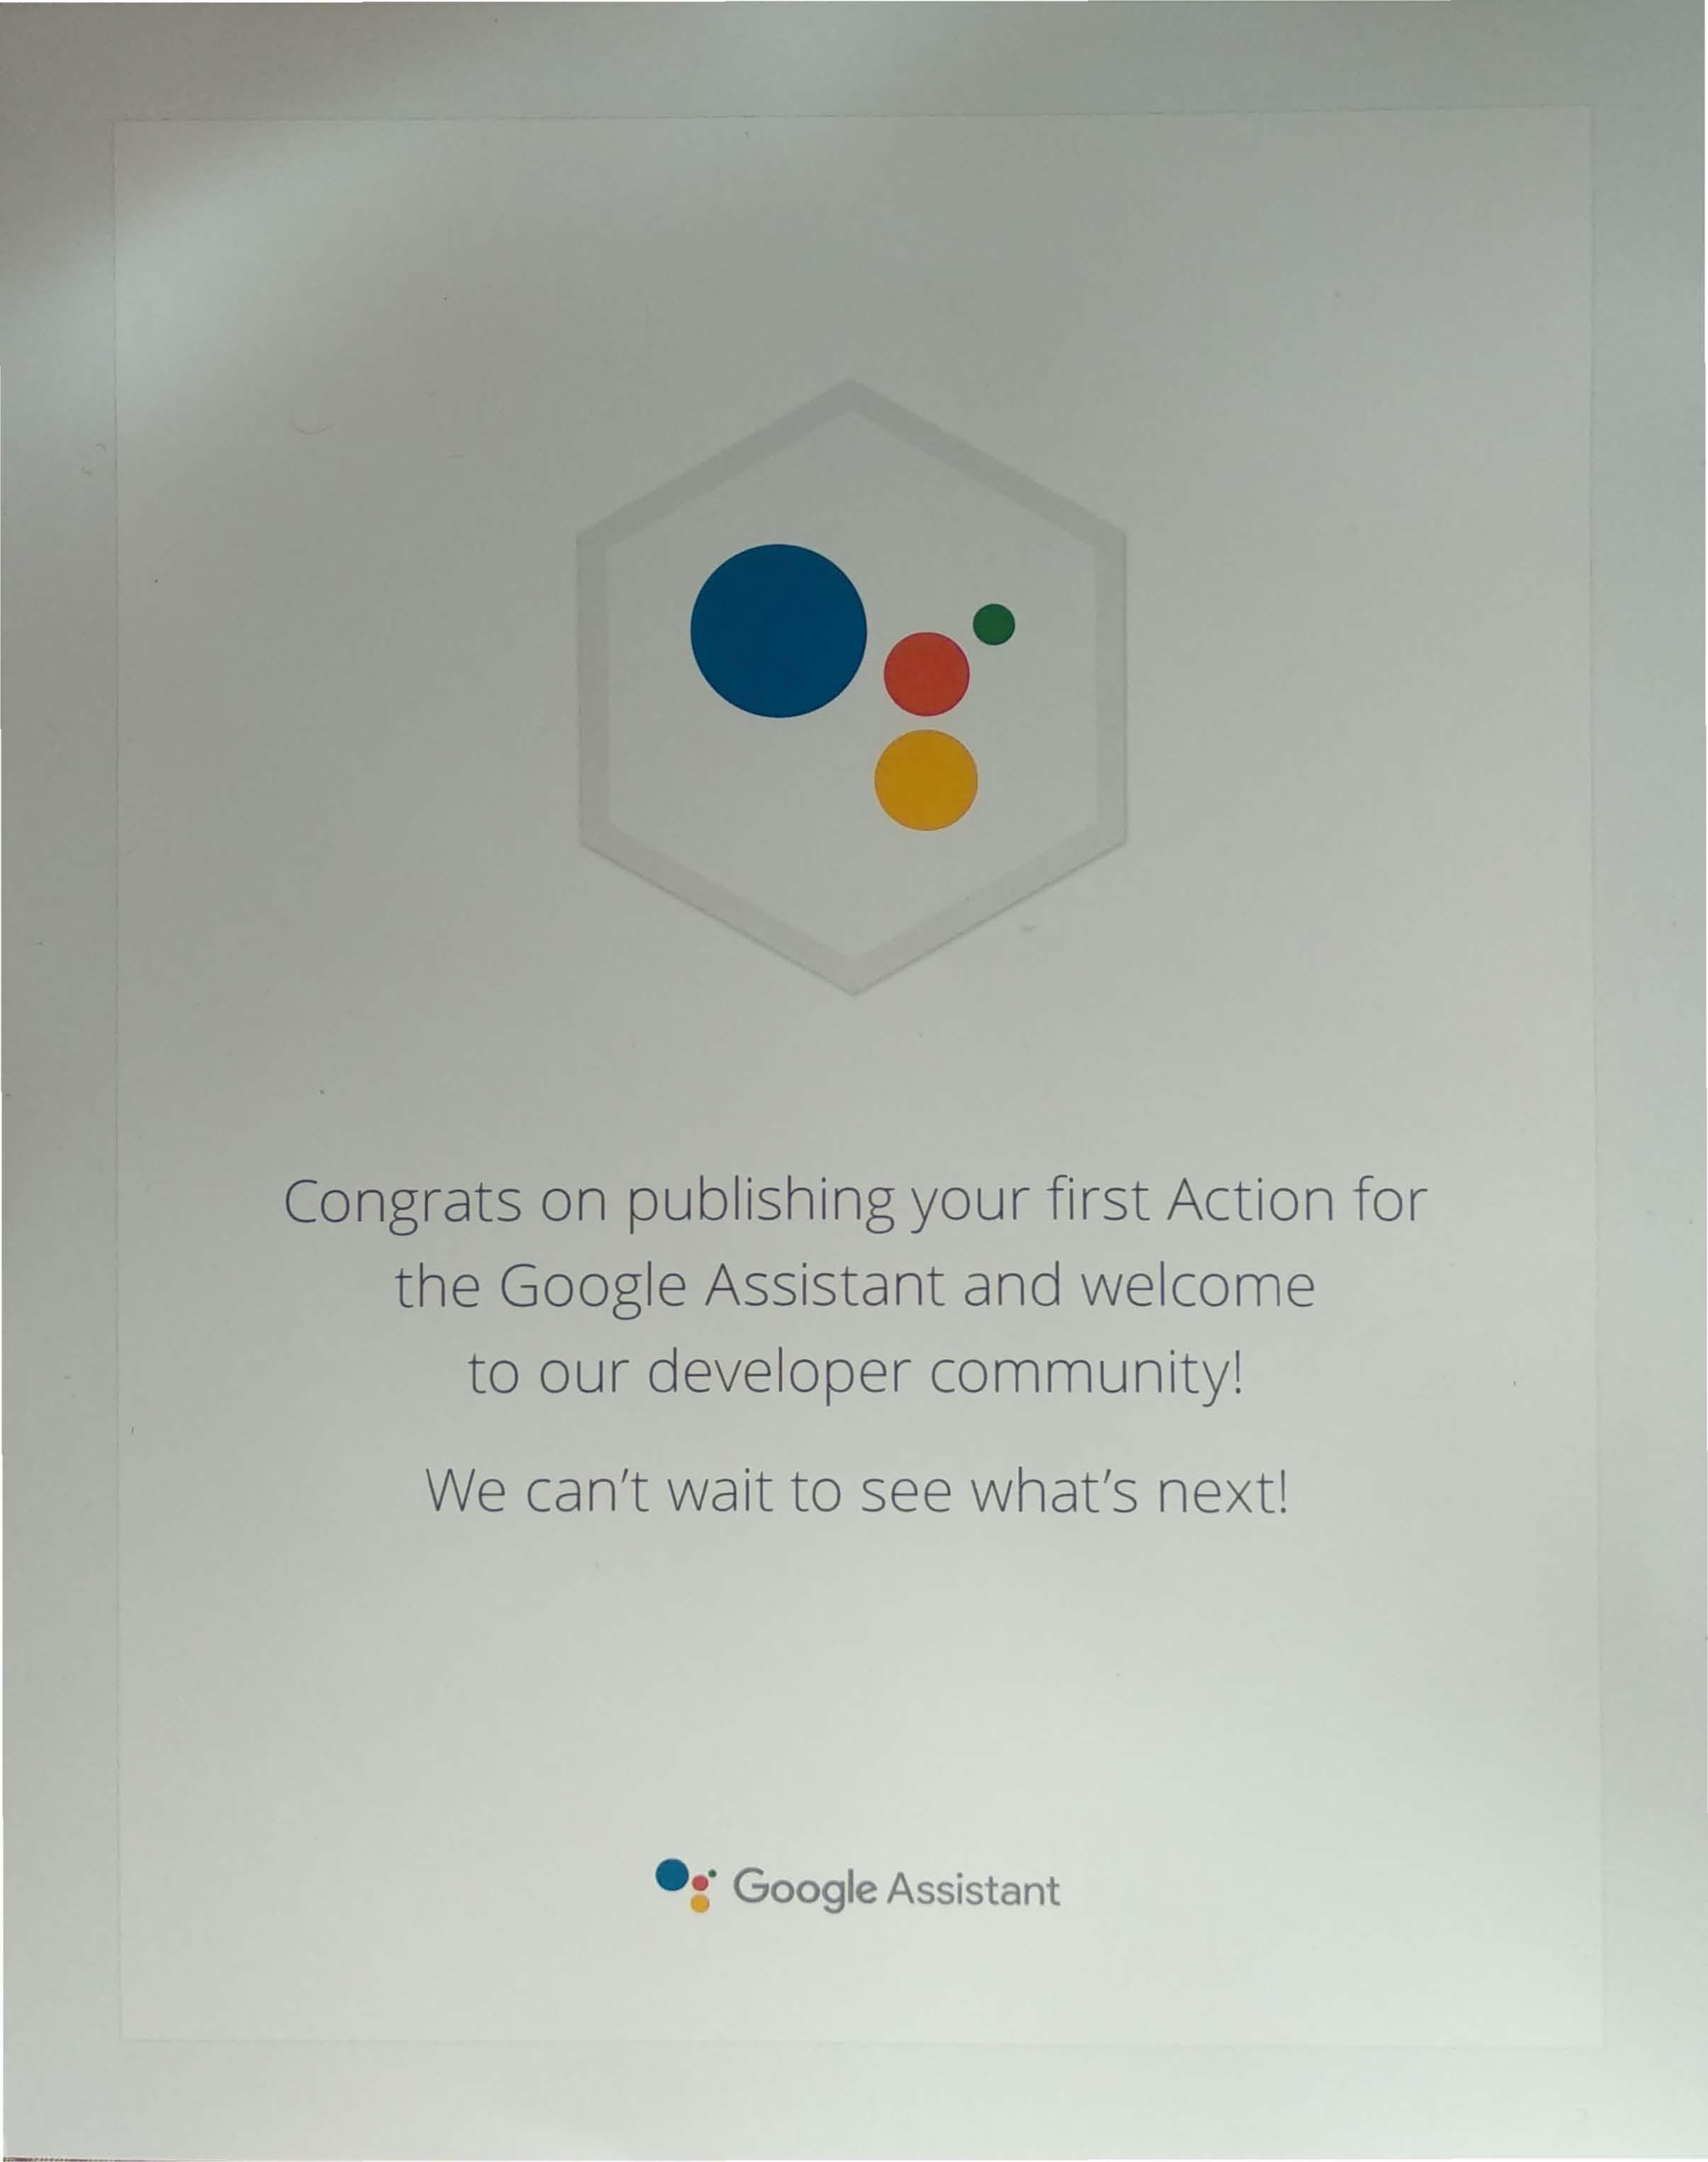 Congrats on publishing your first Action for
the Google Assistant and welcome
to our developer community!
We can't wait to see what's next!
Google Assistant